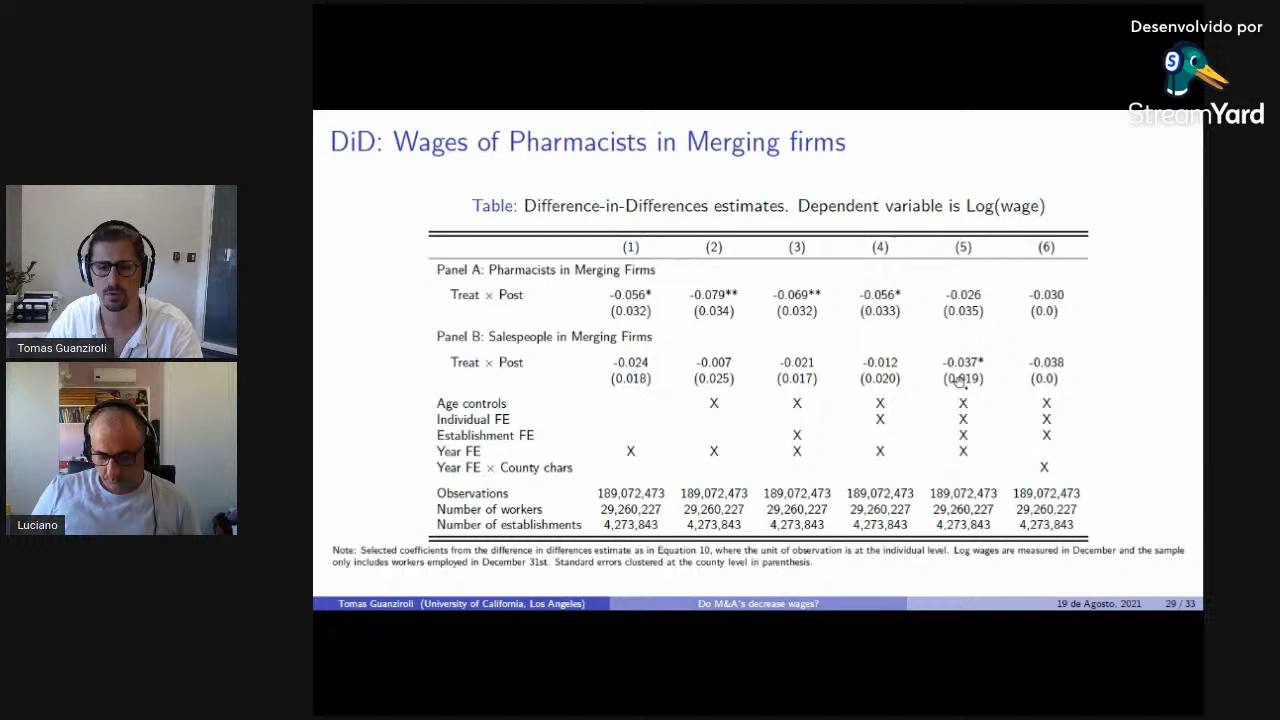 Desenvolvido por
StreamYard
DiD: Wages of Pharmacists in Merging firms
Table: Difference-in-Differences estimates. Dependent variable is Log(wage)
(1) (2) (3) (4) (5) (6)
Panel A: Pharmacists in Merging Firms
Treat × Post -0.056* -0.079** -0.069** -0.056* -0.026 -0.030
(0.032) (0.034) (0.032) (0.033) (0.035) (0.0)
Panel B: Salespeople in Merging Firms
Treat × Post -0.024 -0.007 -0.021 -0.012 -0.037* -0.038
(0.018) (0.025) (0.017) (0.020) (0.019) (0.0)
Age controls X X X X X
Individual FE X X X
Establishment FE X X X
Year FE X X X X X
Year FE × County chars X
Observations 189,072,473 189,072,473 189,072,473 189,072,473 189,072,473 189,072,473
Number of workers 29,260,227 29,260,227 29,260,227 29,260,227 29,260,227 29,260,227
Number of establishments 4,273,843 4,273,843 4,273,843 4,273,843 4,273,843 4,273,843
Note: Selected coefficients from the difference in differences estimate as in Equation 10, where the unit of observation is at the individual level. Log wages are measured in December and the sample
only includes workers employed in December 31st. Standard errors clustered at the county level in parenthesis.
Tomas Guanziroli (University of California, Los Angeles) Do M&A's decrease wages? 19 de Agosto, 2021 29 / 33
Tomas Guanziroli
Luciano